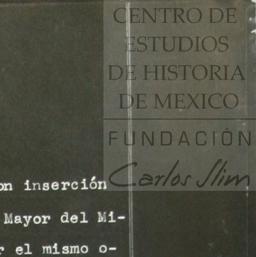 CENTRO DE
ESTUDIOS
DE HISTORIA
DE MEXICO
FUNDACIÓN
Carlos Slim
on inserción
Mayor del Mi-
r el mismo o-